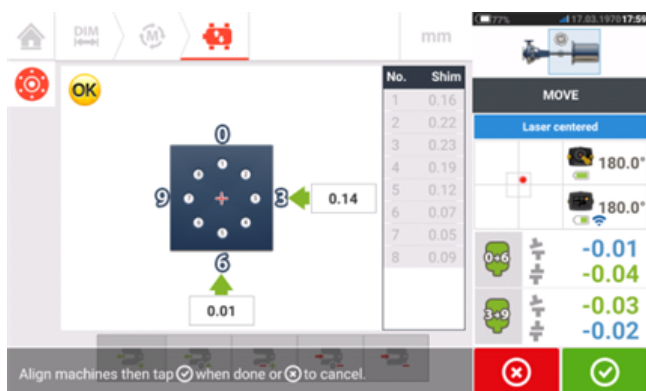 77% 17.03.1970 17:59
DIM
M
mm
M
OK
No. Shim
1 0.16
2 0.22
3 0.23
4 0.19
5 0.12
6 0.07
7 0.05
8 0.09
0
9
3
0.14
6
0.01
MOVE
Laser centered
180.0°
180.0°
0+6
-0.01
-0.04
3+9
-0.03
-0.02
Align machines then tap when done or to cancel.